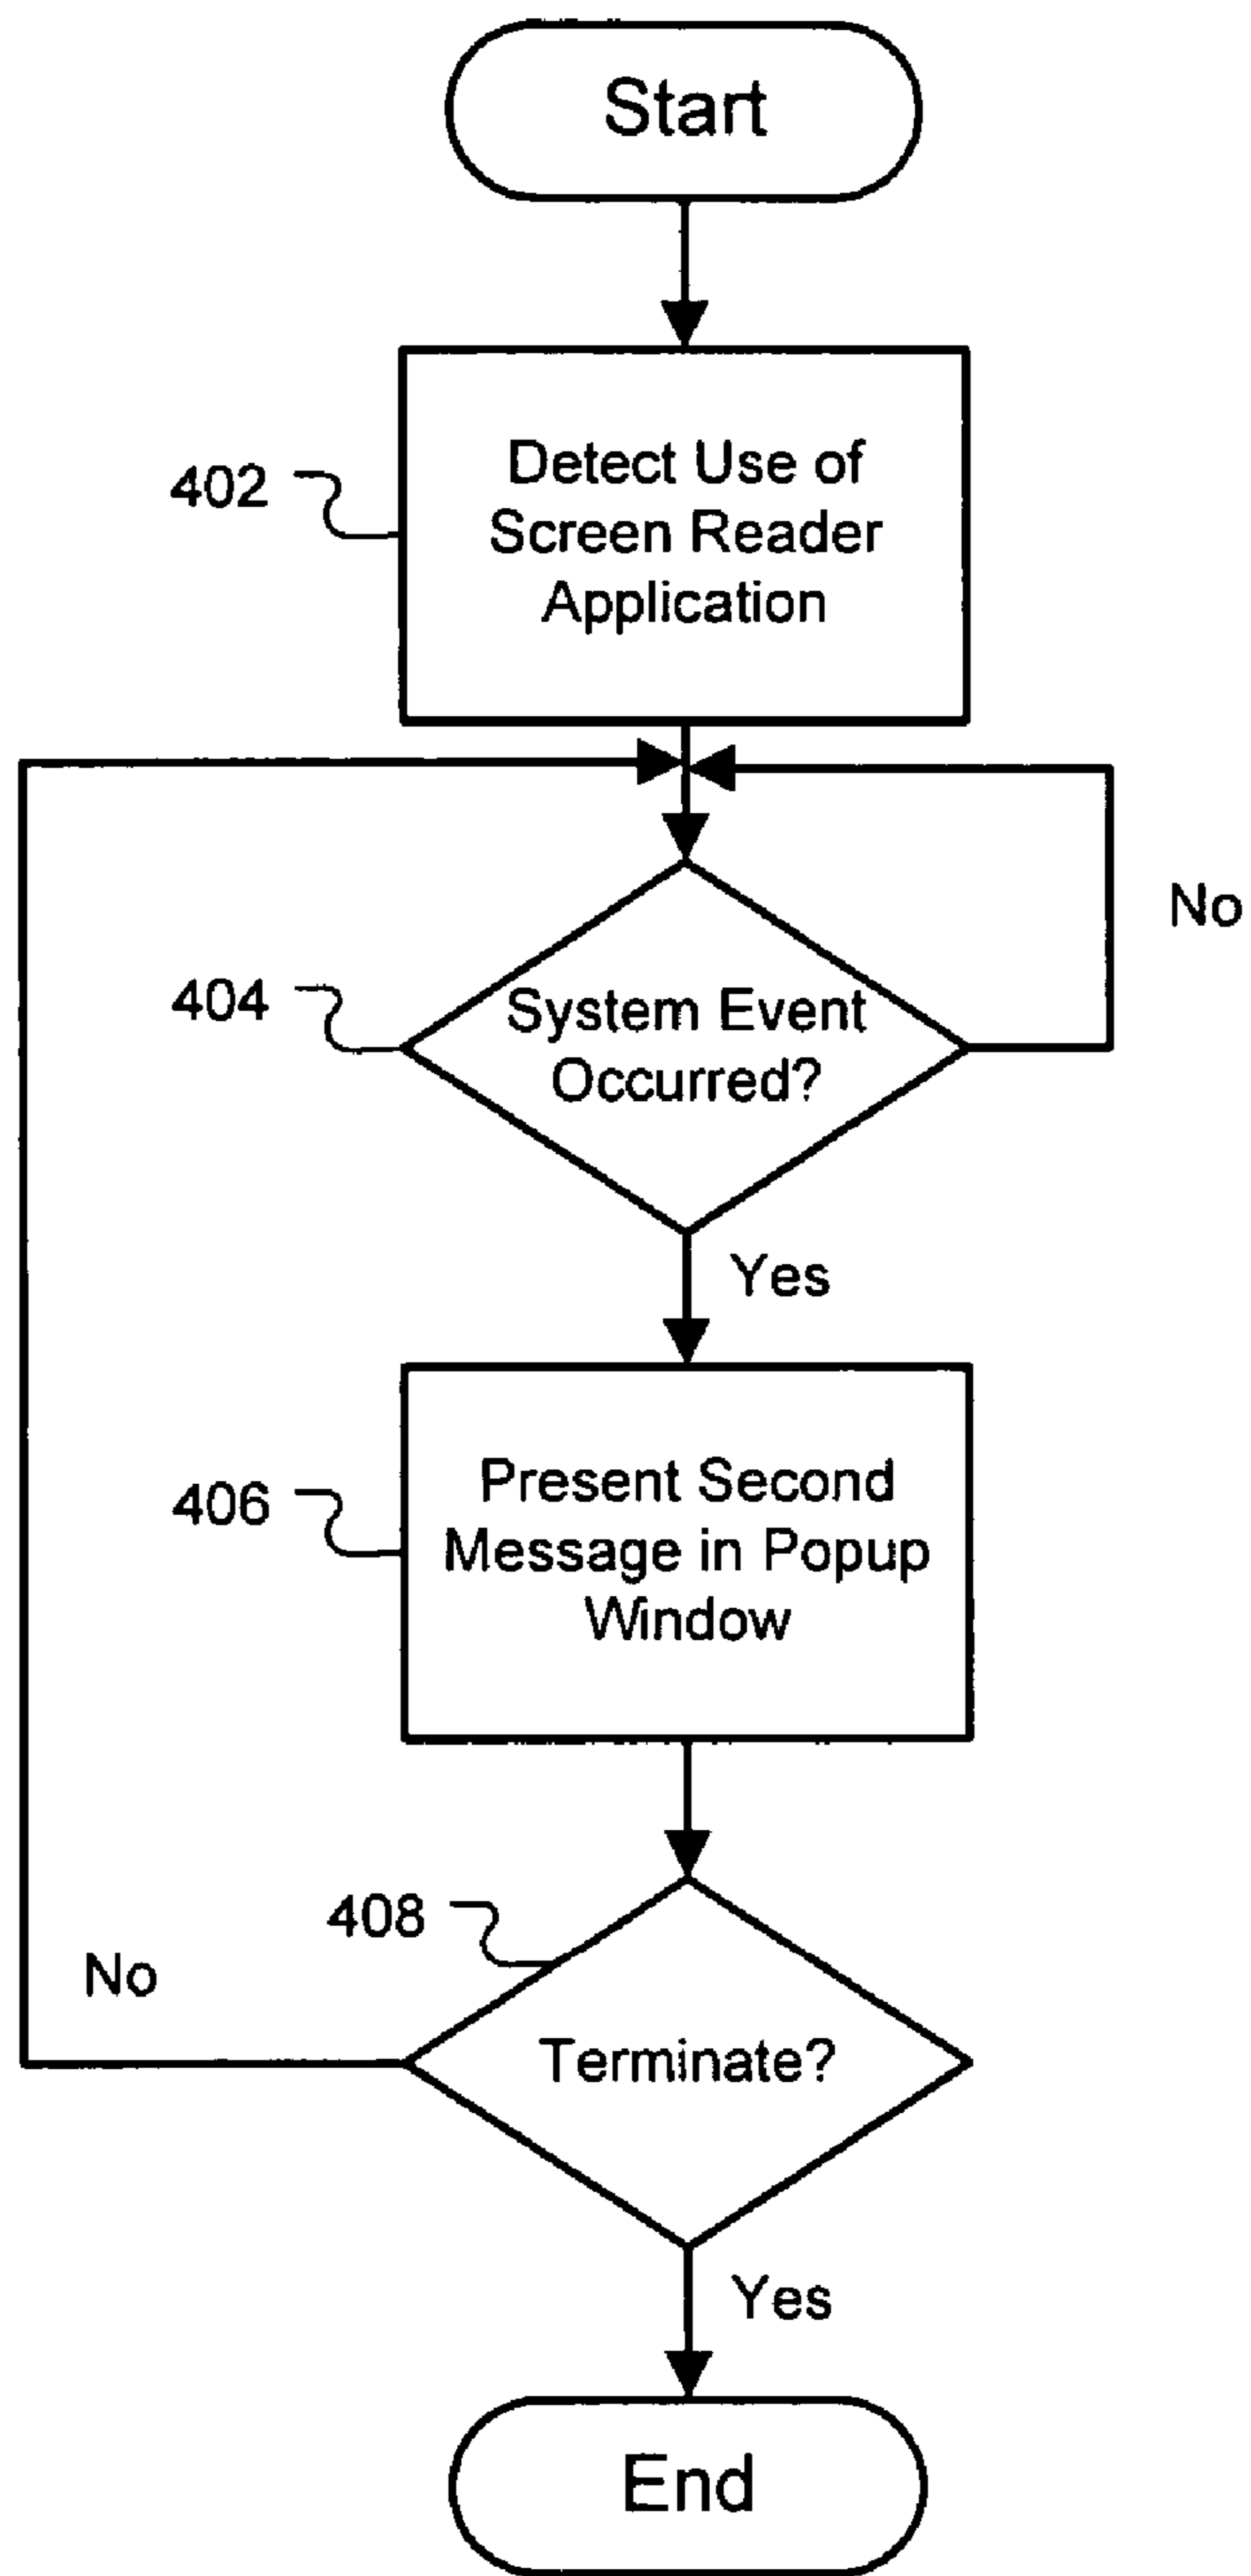 Start
402
Detect Use of
Screen Reader
Application
No
404
System Event
Occurred?
Yes
406
Present Second
Message in Popup
Window
408
No
Terminate?
Yes
End